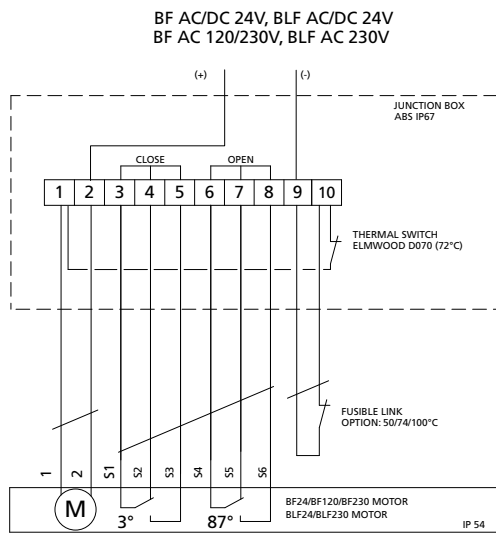 BF AC/DC 24V, BLF AC/DC 24V
BF AC 120/230V, BLF AC 230V
(+)
(-)
JUNCTION BOX
ABS IP67
CLOSE
OPEN
1 2 3 4 5 6 7 8 9 10
THERMAL SWITCH
ELMWOOD D070 (72°C)
FUSIBLE LINK
OPTION: 50/74/100°C
1 2 S1 S2 S3 S4 S5 S6
M
3°
87°
BF24/BF120/BF230 MOTOR
BLF24/BLF230 MOTOR
IP 54